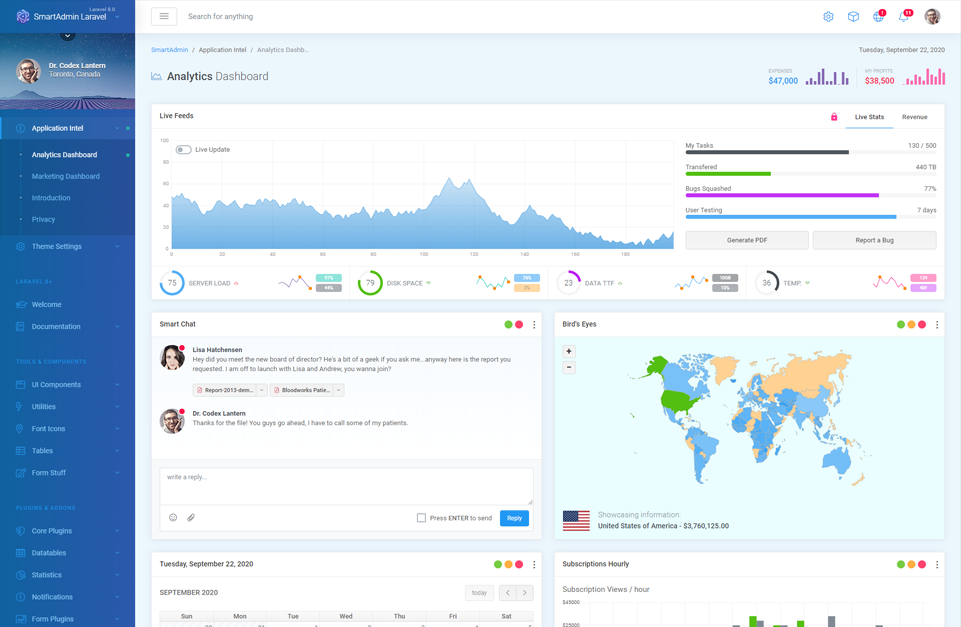 Laravel 8.0
SmartAdmin Laravel
Search for anything
2
11
Dr. Codex Lantern
Toronto, Canada
Application Intel
Analytics Dashboard
Marketing Dashboard
Introduction
Privacy
Theme Settings
LARAVEL 8+
Welcome
Documentation
TOOLS & COMPONENTS
UI Components
Utilities
Font Icons
Tables
Form Stuff
PLUGINS & ADDONS
Core Plugins
Datatables
Statistics
Notifications
Form Plugins
SmartAdmin / Application Intel / Analytics Dashb...
Tuesday, September 22, 2020
Analytics Dashboard
EXPENSES
$47,000
MY PROFITS
$38,500
Live Feeds
Live Stats
Revenue
Live Update
100
80
60
40
20
0
0 20 40 60 80 100 120 140 160 180
My Tasks 130 / 500
Transfered 440 TB
Bugs Squashed 77%
User Testing 7 days
Generate PDF
Report a Bug
75 SERVER LOAD
97%
44%
79 DISK SPACE
76%
3%
23 DATA TTF
10GB
10%
36 TEMP.
124
40F
Smart Chat
Lisa Hatchensen
Hey did you meet the new board of director? He's a bit of a geek if you ask me...anyway here is the report you
requested. I am off to launch with Lisa and Andrew, you wanna join?
Report-2013-dem...
Bloodworks Patie...
Dr. Codex Lantern
Thanks for the file! You guys go ahead, I have to call some of my patients.
write a reply...
Press ENTER to send
Reply
Bird's Eyes
+
−
Showcasing information:
United States of America - $3,760,125.00
Tuesday, September 22, 2020
SEPTEMBER 2020
today
Sun Mon Tue Wed Thu Fri Sat
Subscriptions Hourly
Subscription Views / hour
$45000
$25000